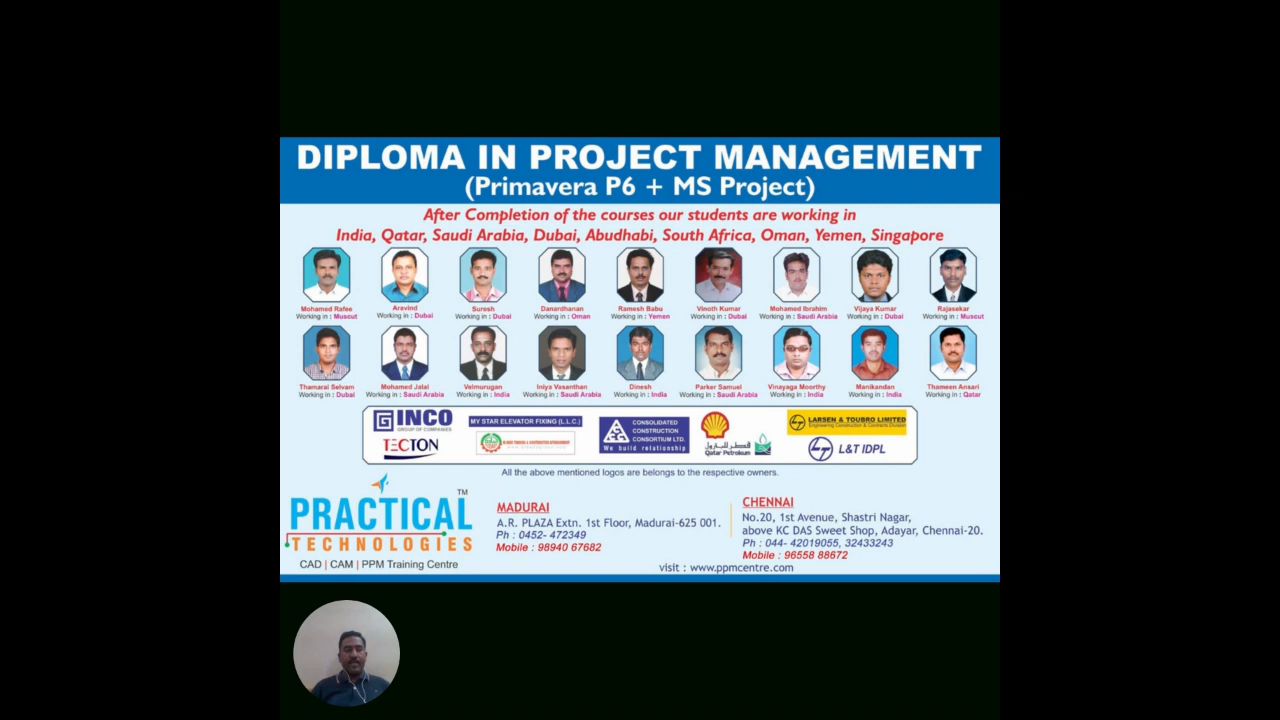 DIPLOMA IN PROJECT MANAGEMENT
(Primavera P6 + MS Project)
After Completion of the courses our students are working in
India, Qatar, Saudi Arabia, Dubai, Abudhabi, South Africa, Oman, Yemen, Singapore
Mohamed Rafee Aravind Suresh Danardhanan Ramesh Babu Vinoth Kumar Mohamed Ibrahim Vijaya Kumar Rajasekar
Working in : Muscut Working in : Dubai Working in : Dubai Working in : Oman Working in : Yemen Working in : Dubai Working in : Saudi Arabia Working in : Dubai Working in : Muscut
Thamarai Selvam Mohamed Jalal Velmurugan Iniya Vasanthan Dinesh Parker Samuel Vinayaga Moorthy Manikandan Thameen Ansari
Working in : Dubai Working in : Saudi Arabia Working in : India Working in : Saudi Arabia Working in : India Working in : Saudi Arabia Working in : India Working in : India Working in : Qatar
INCO
GROUP OF COMPANIES
TECTON
MY STAR ELEVATOR FIXING (L.L.C.)
CONSOLIDATED
CONSTRUCTION
CONSORTIUM LTD.
We build relationship
قطر للبترول
Qatar Petroleum
LARSEN & TOUBRO LIMITED
Engineering Construction & Contracts Division
L&T IDPL
All the above mentioned logos are belongs to the respective owners.
PRACTICAL TM
TECHNOLOGIES
CAD | CAM | PPM Training Centre
MADURAI
A.R. PLAZA Extn. 1st Floor, Madurai-625 001.
Ph : 0452- 472349
Mobile : 98940 67682
CHENNAI
No.20, 1st Avenue, Shastri Nagar,
above KC DAS Sweet Shop, Adayar, Chennai-20.
Ph : 044- 42019055, 32433243
Mobile : 96558 88672
visit : www.ppmcentre.com